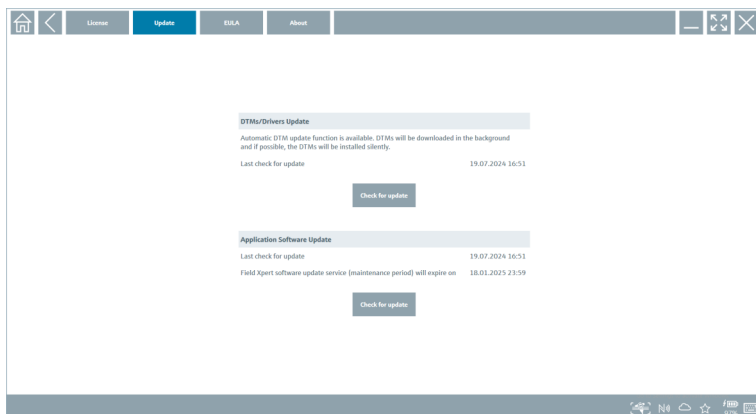 License
Update
EULA
About
DTMs/Drivers Update
Automatic DTM update function is available. DTMs will be downloaded in the background
and if possible, the DTMs will be installed silently.
Last check for update 19.07.2024 16:51
Check for update
Application Software Update
Last check for update 19.07.2024 16:51
Field Xpert software update service (maintenance period) will expire on 18.01.2025 23:59
Check for update